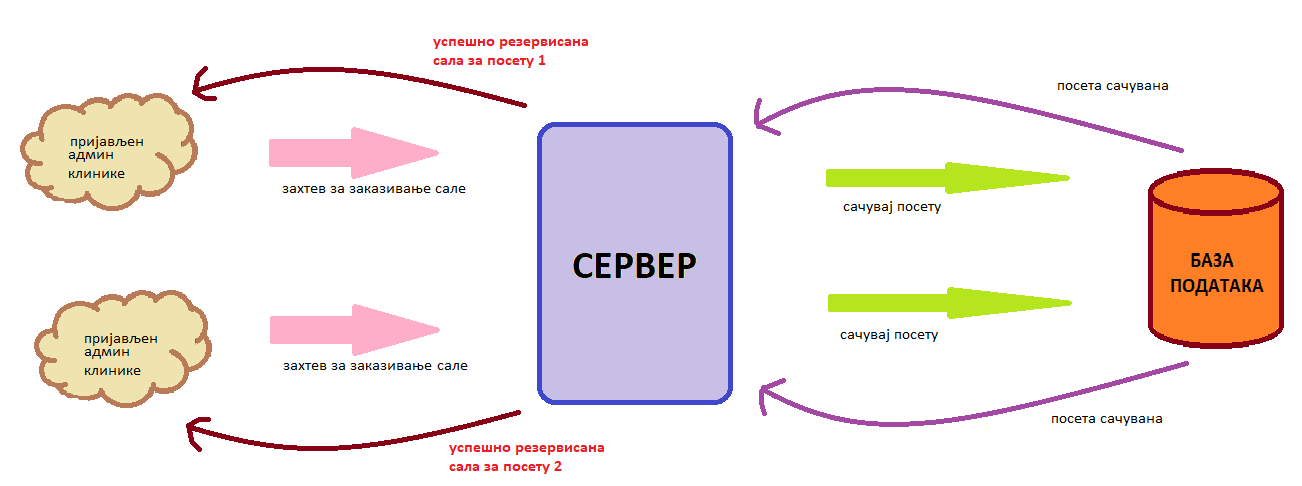 успешно резервисана
сала за посету 1
посета сачувана
пријављен
админ
клинике
захтев за заказивање сале
сачувај посету
СЕРВЕР
БАЗА
ПОДАТАКА
пријављен
админ
клинике
захтев за заказивање сале
сачувај посету
посета сачувана
успешно резервисана
сала за посету 2